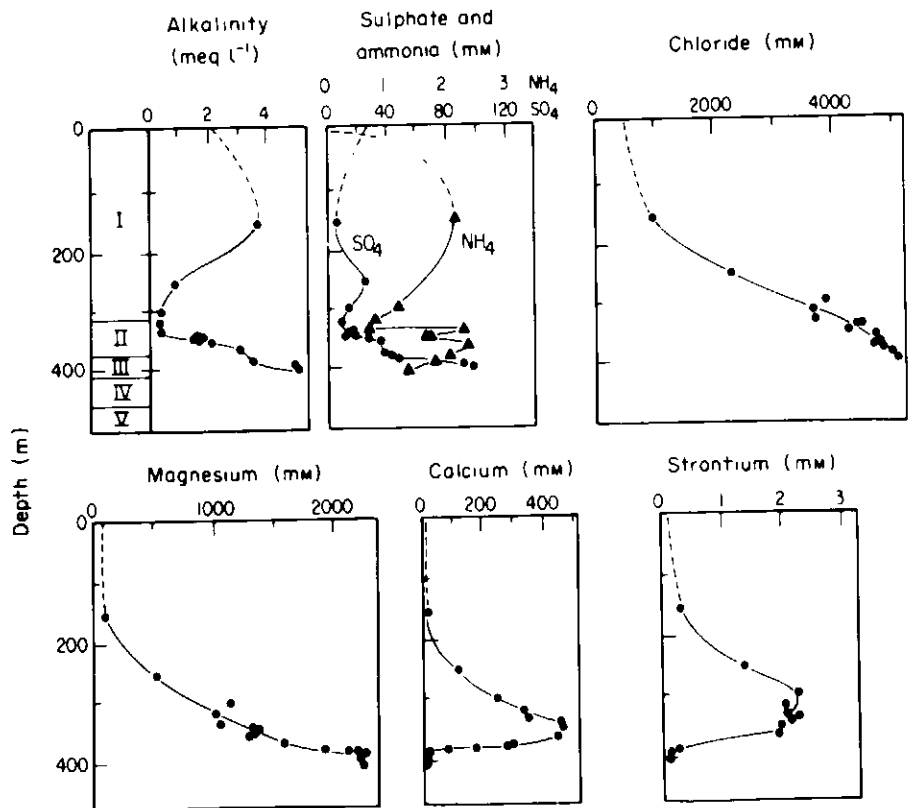 Alkalinity
(meq l⁻¹)
0 2 4
Sulphate and
ammonia (mM)
0 1 2 3 NH₄
0 40 80 120 SO₄
Chloride (mM)
0 2000 4000
0
200
400
I
II
III
IV
V
SO₄
NH₄
Depth (m)
Magnesium (mM)
0 1000 2000
Calcium (mM)
0 200 400
Strontium (mM)
0 1 2 3
0
200
400